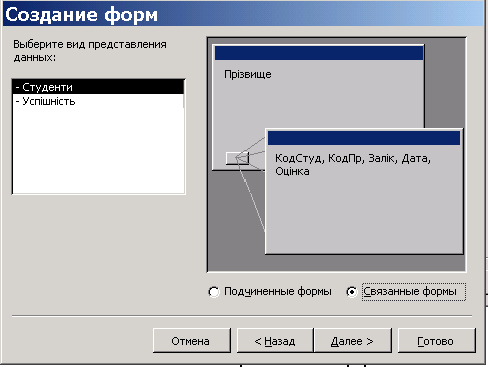 Создание форм
Выберите вид представления
данных:
- Студенти
- Успішність
Прізвище
КодСтуд, КодПр, Залік, Дата,
Оцінка
Подчиненные формы
Связанные формы
Отмена
< Назад
Далее >
Готово